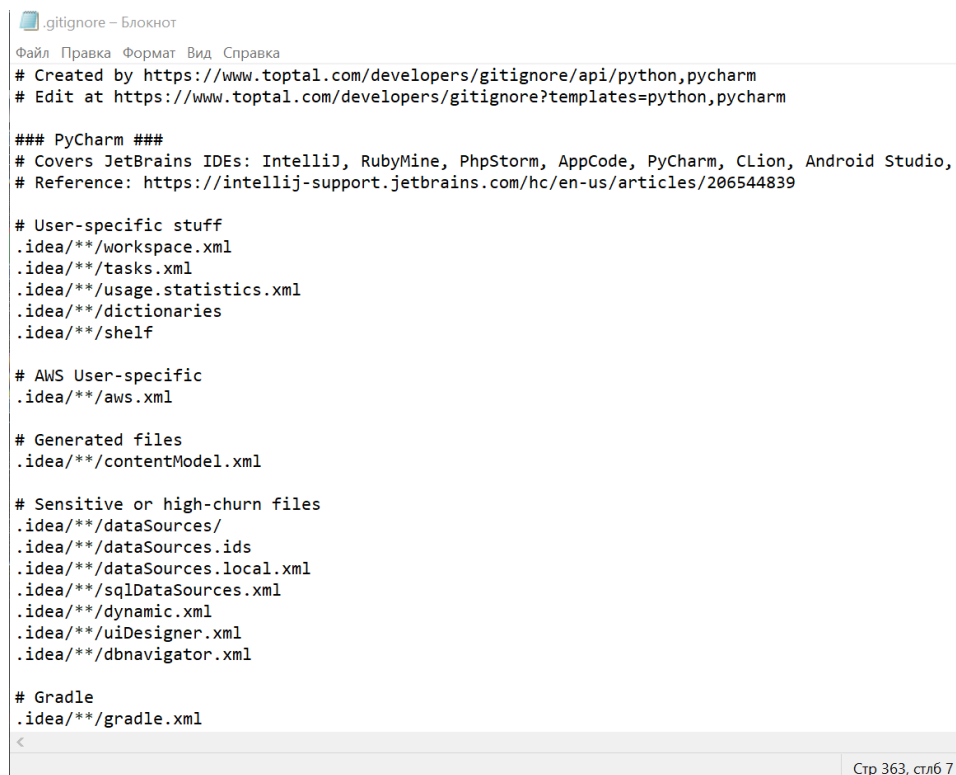 .gitignore – Блокнот
Файл Правка Формат Вид Справка
# Created by https://www.toptal.com/developers/gitignore/api/python,pycharm
# Edit at https://www.toptal.com/developers/gitignore?templates=python,pycharm
### PyCharm ###
# Covers JetBrains IDEs: IntelliJ, RubyMine, PhpStorm, AppCode, PyCharm, CLion, Android Studio,
# Reference: https://intellij-support.jetbrains.com/hc/en-us/articles/206544839
# User-specific stuff
.idea/**/workspace.xml
.idea/**/tasks.xml
.idea/**/usage.statistics.xml
.idea/**/dictionaries
.idea/**/shelf
# AWS User-specific
.idea/**/aws.xml
# Generated files
.idea/**/contentModel.xml
# Sensitive or high-churn files
.idea/**/dataSources/
.idea/**/dataSources.ids
.idea/**/dataSources.local.xml
.idea/**/sqlDataSources.xml
.idea/**/dynamic.xml
.idea/**/uiDesigner.xml
.idea/**/dbnavigator.xml
# Gradle
.idea/**/gradle.xml
Стр 363, стлб 7